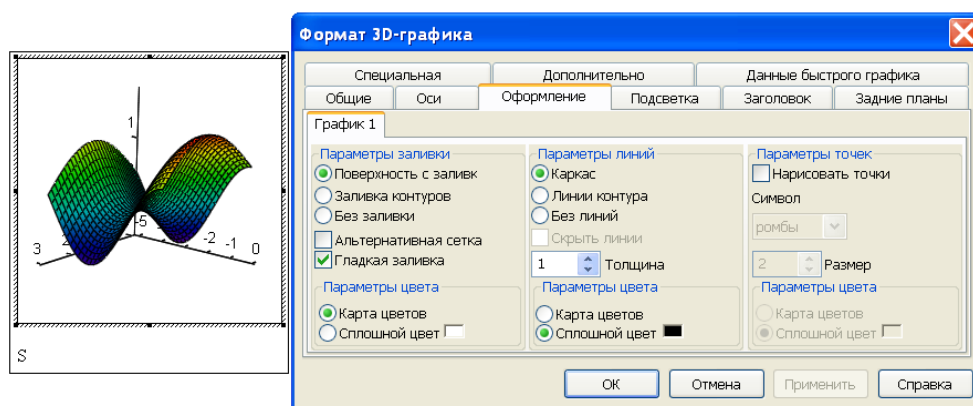 Формат 3D-графика
Специальная Дополнительно Данные быстрого графика
Общие Оси Оформление Подсветка Заголовок Задние планы
График 1
Параметры заливки Параметры линий Параметры точек
Поверхность с заливк Каркас Нарисовать точки
Заливка контуров Линии контура Символ
Без заливки Без линий ромбы
Альтернативная сетка Скрыть линии
Гладкая заливка 1 Толщина 2 Размер
Параметры цвета Параметры цвета Параметры цвета
Карта цветов Карта цветов Карта цветов
Сплошной цвет Сплошной цвет Сплошной цвет
ОК Отмена Применить Справка
1
-5
3 2 -2 -1 0
S